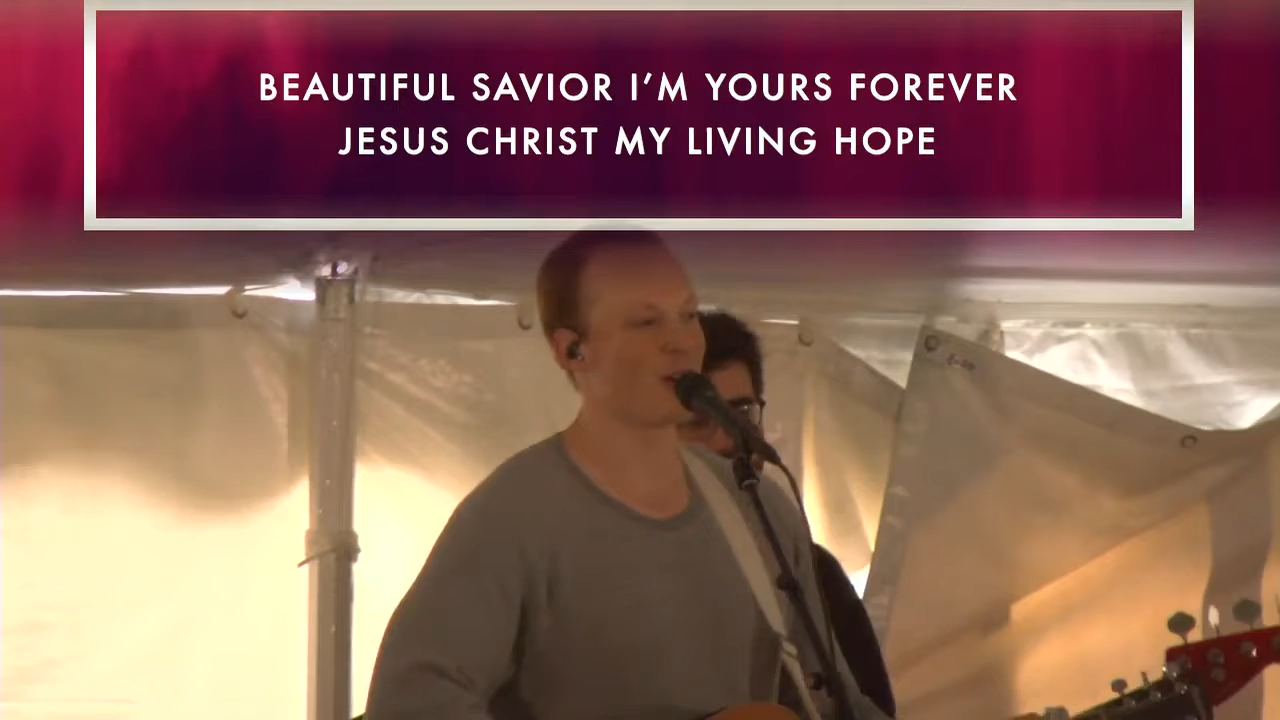 BEAUTIFUL SAVIOR I'M YOURS FOREVER
JESUS CHRIST MY LIVING HOPE